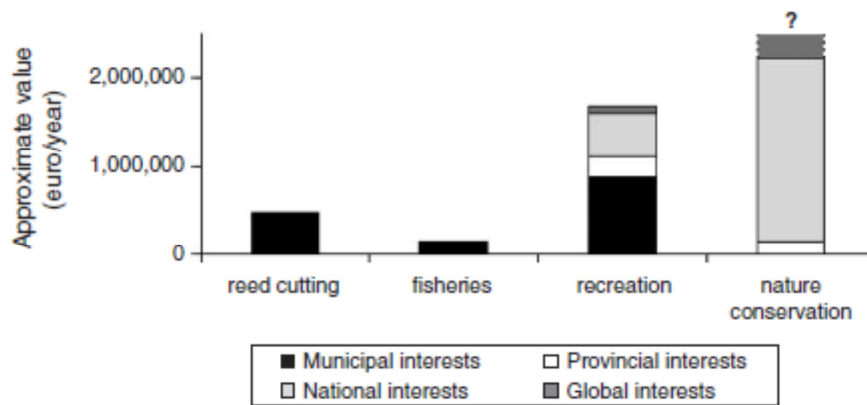 ?
Approximate value
(euro/year)
2,000,000
1,000,000
0
reed cutting
fisheries
recreation
nature
conservation
Municipal interests
Provincial interests
National interests
Global interests